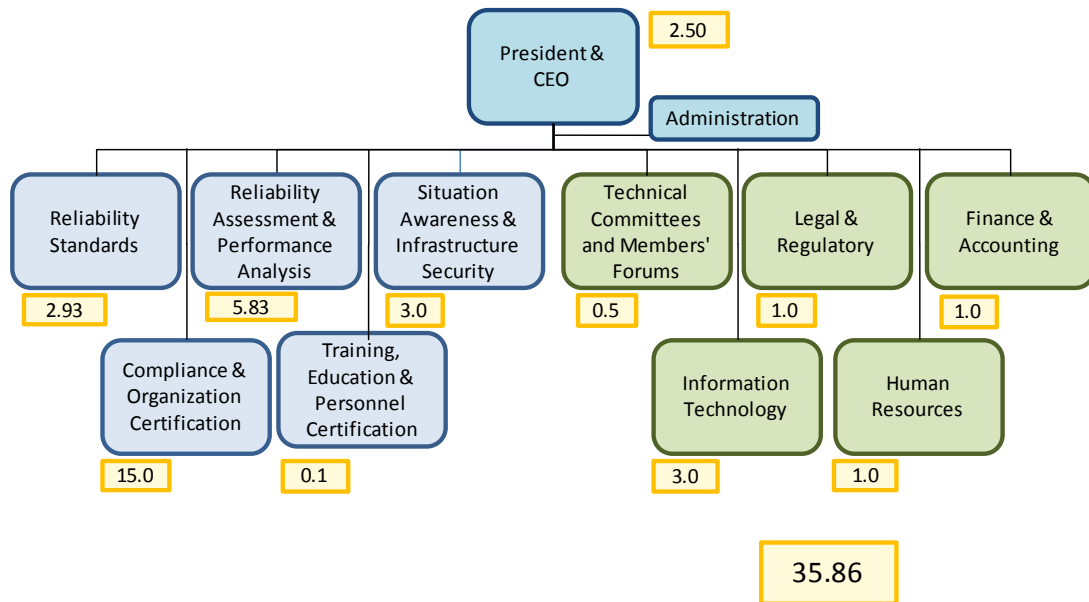 2.50
President &
CEO
Administration
Reliability
Standards
2.93
Reliability
Assessment &
Performance
Analysis
5.83
Situation
Awareness &
Infrastructure
Security
3.0
Technical
Committees
and Members'
Forums
0.5
Legal &
Regulatory
1.0
Finance &
Accounting
1.0
Compliance &
Organization
Certification
15.0
Training,
Education &
Personnel
Certification
0.1
Information
Technology
3.0
Human
Resources
1.0
35.86